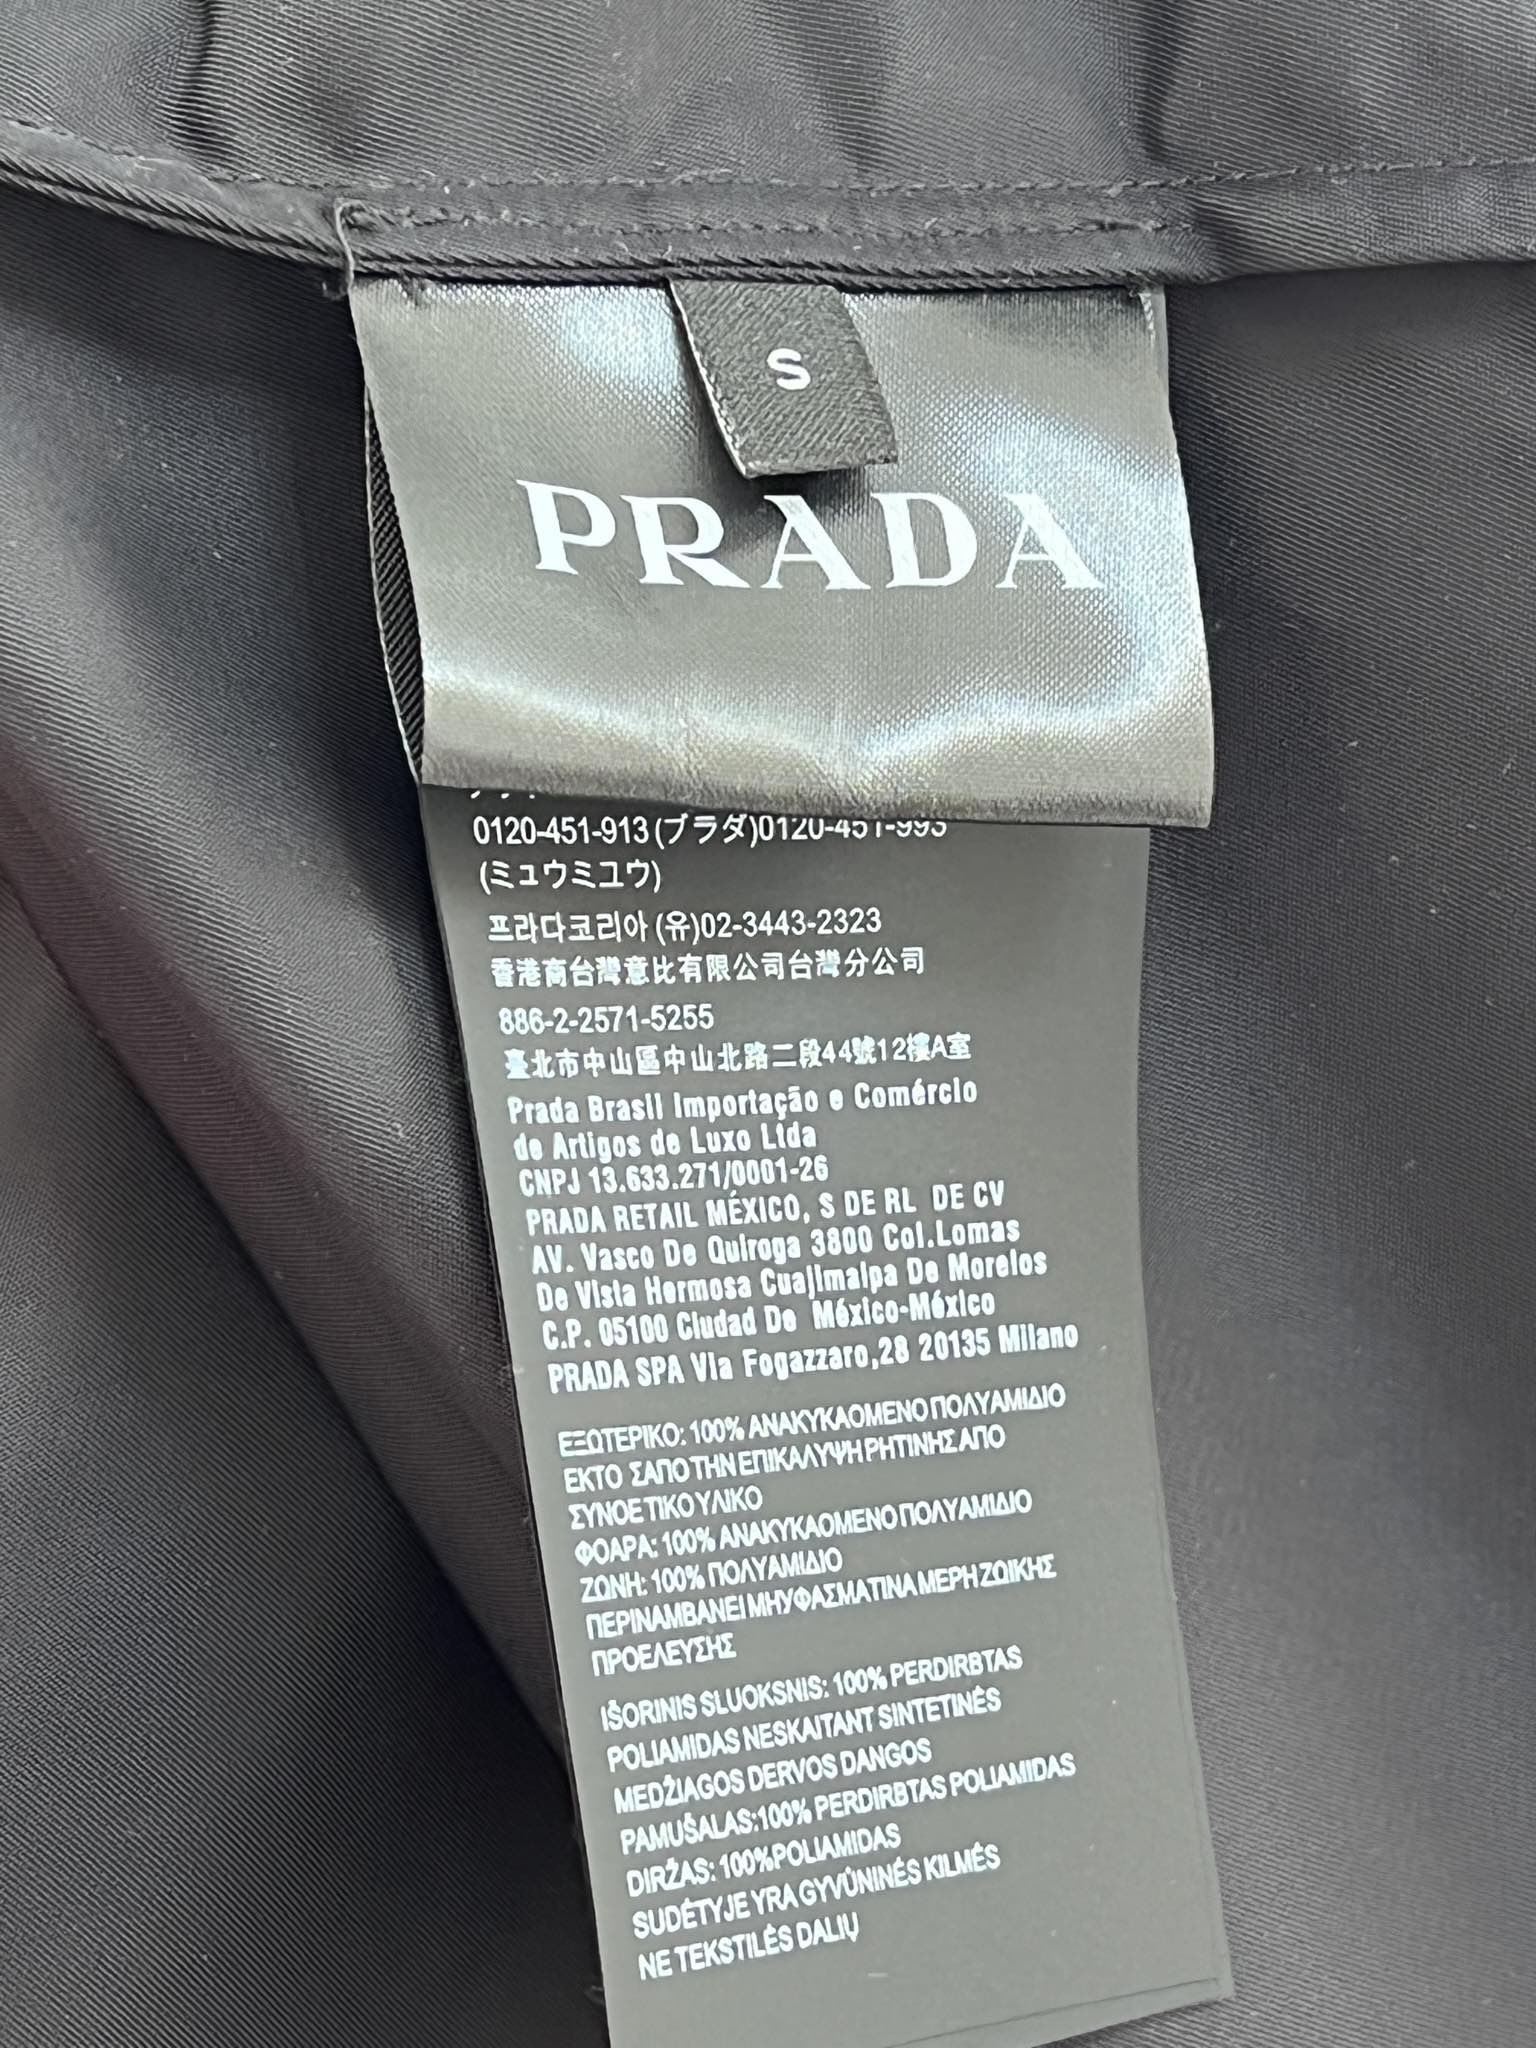 S
PRADA
0120-451-913 (プラダ)0120-451-993
(ミュウミユウ)
프라다코리아 (유)02-3443-2323
香港商台灣意比有限公司台灣分公司
886-2-2571-5255
臺北市中山區中山北路二段44號12樓A室
Prada Brasil Importação e Comércio
de Artigos de Luxo Ltda
CNPJ 13.633.271/0001-26
PRADA RETAIL MÉXICO, S DE RL DE CV
AV. Vasco De Quiroga 3800 Col.Lomas
De Vista Hermosa Cuajimalpa De Morelos
C.P. 05100 Ciudad De México-México
PRADA SPA Via Fogazzaro,28 20135 Milano
ΕΞΩΤΕΡΙΚΟ: 100% ΑΝΑΚΥΚΛΟΜΕΝΟ ΠΟΛΥΑΜΙΔΙΟ
ΕΚΤΟ ΣΑΠΟ ΤΗΝ ΕΠΙΚΑΛΥΨΗ ΡΗΤΙΝΗΣ ΑΠΟ
ΣΥΝΘΕΤΙΚΟ ΥΛΙΚΟ
ΦΟΔΡΑ: 100% ΑΝΑΚΥΚΛΟΜΕΝΟ ΠΟΛΥΑΜΙΔΙΟ
ΖΩΝΗ: 100% ΠΟΛΥΑΜΙΔΙΟ
ΠΕΡΙΛΑΜΒΑΝΕΙ ΜΗ ΥΦΑΣΜΑΤΙΝΑ ΜΕΡΗ ΖΩΙΚΗΣ
ΠΡΟΕΛΕΥΣΗΣ
IŠORINIS SLUOKSNIS: 100% PERDIRBTAS
POLIAMIDAS NESKAITANT SINTETINĖS
MEDŽIAGOS DERVOS DANGOS
PAMUŠALAS:100% PERDIRBTAS POLIAMIDAS
DIRŽAS: 100%POLIAMIDAS
SUDĖTYJE YRA GYVŪNINĖS KILMĖS
NE TEKSTILĖS DALIŲ